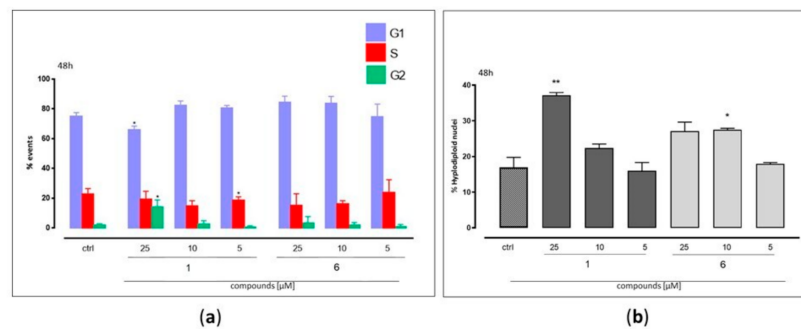 G1
S
G2
48h
100
80
60
40
20
0
% events
*
*
*
ctrl 25 10 5 25 10 5
1 6
compounds [µM]
(a)
48h
40
30
20
10
0
% Hyplodiploid nuclei
**
*
ctrl 25 10 5 25 10 5
1 6
compounds [µM]
(b)